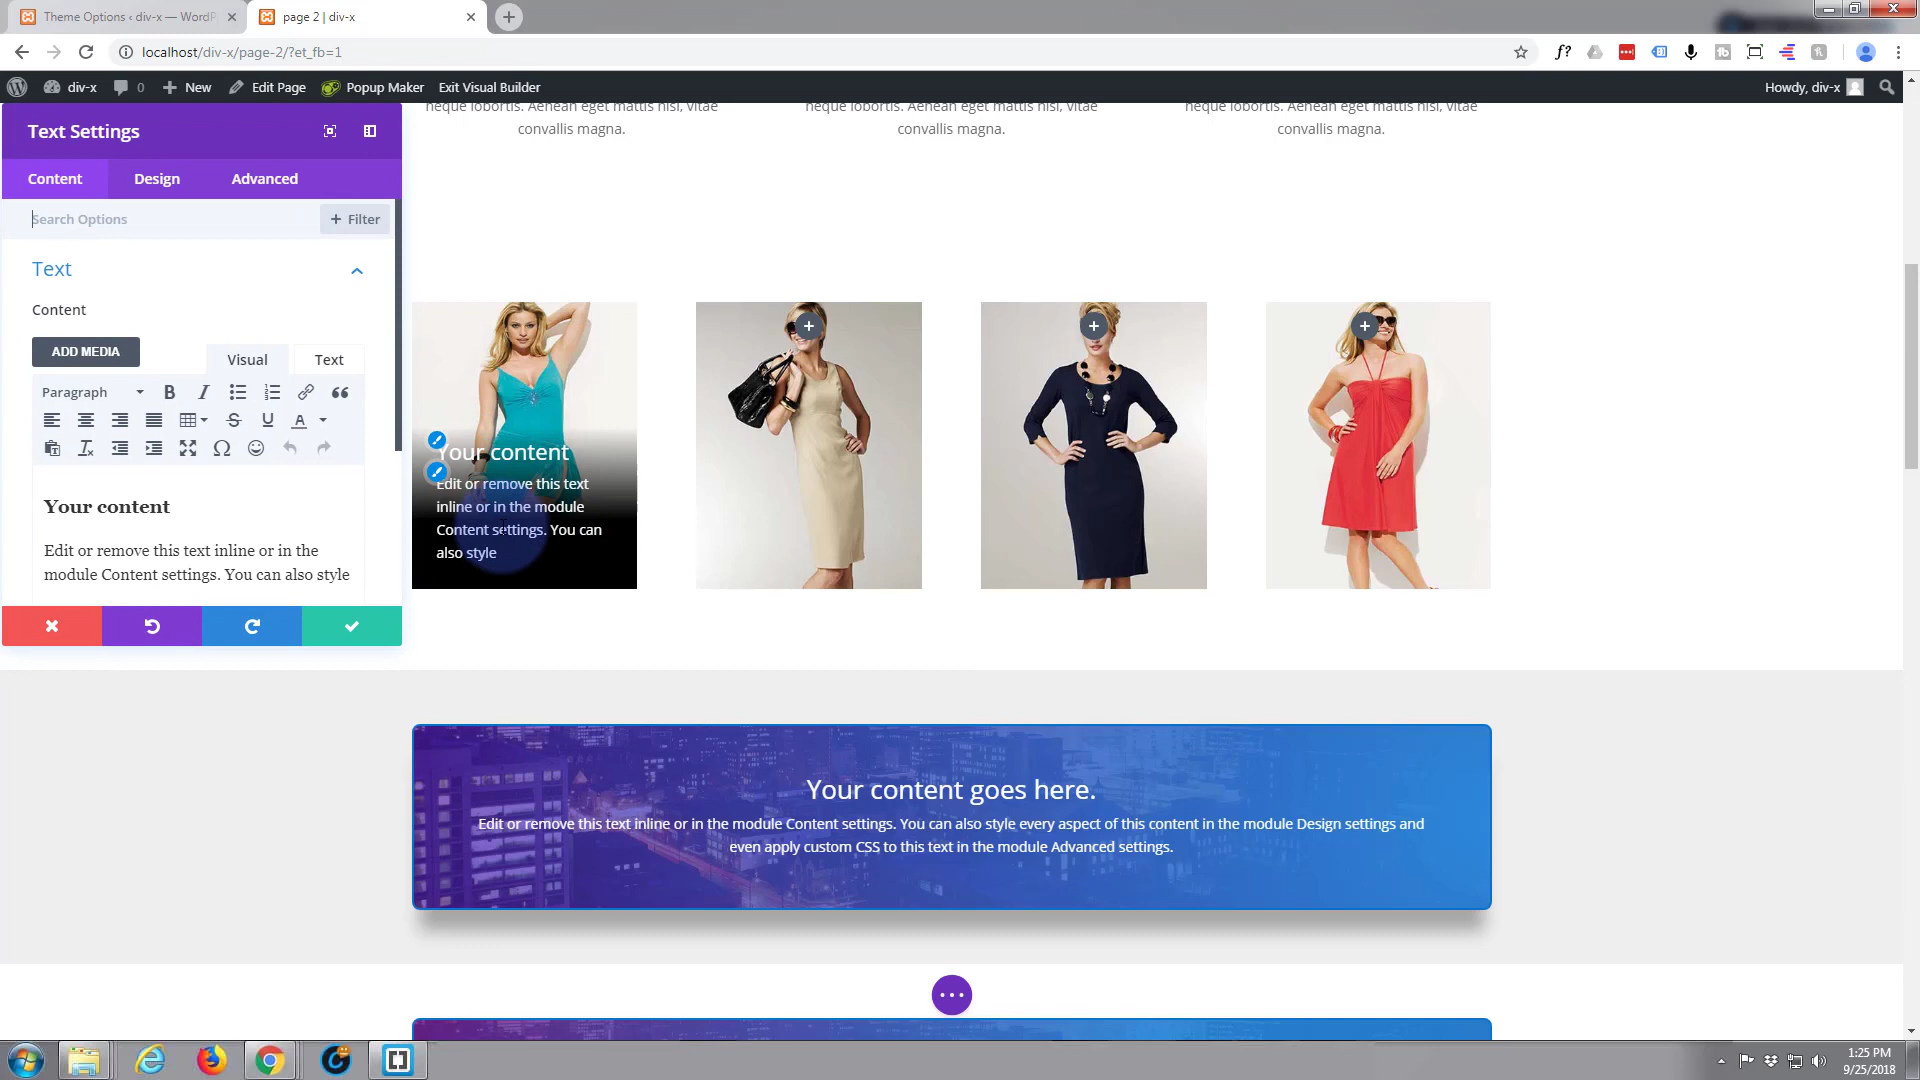 Theme Options ‹ div-x — WordP
page 2 | div-x
localhost/div-x/page-2/?et_fb=1
div-x
0
New
Edit Page
Popup Maker
Exit Visual Builder
Howdy, div-x
Text Settings
Content
Design
Advanced
Search Options
+ Filter
Text
Content
ADD MEDIA
Visual
Text
Paragraph
Your content
Edit or remove this text inline or in the
module Content settings. You can also style
neque lobortis. Aenean eget mattis nisl, vitae
convallis magna.
neque lobortis. Aenean eget mattis nisl, vitae
convallis magna.
neque lobortis. Aenean eget mattis nisl, vitae
convallis magna.
Your content
Edit or remove this text
inline or in the module
Content settings. You can
also style
Your content goes here.
Edit or remove this text inline or in the module Content settings. You can also style every aspect of this content in the module Design settings and
even apply custom CSS to this text in the module Advanced settings.
1:25 PM
9/25/2018